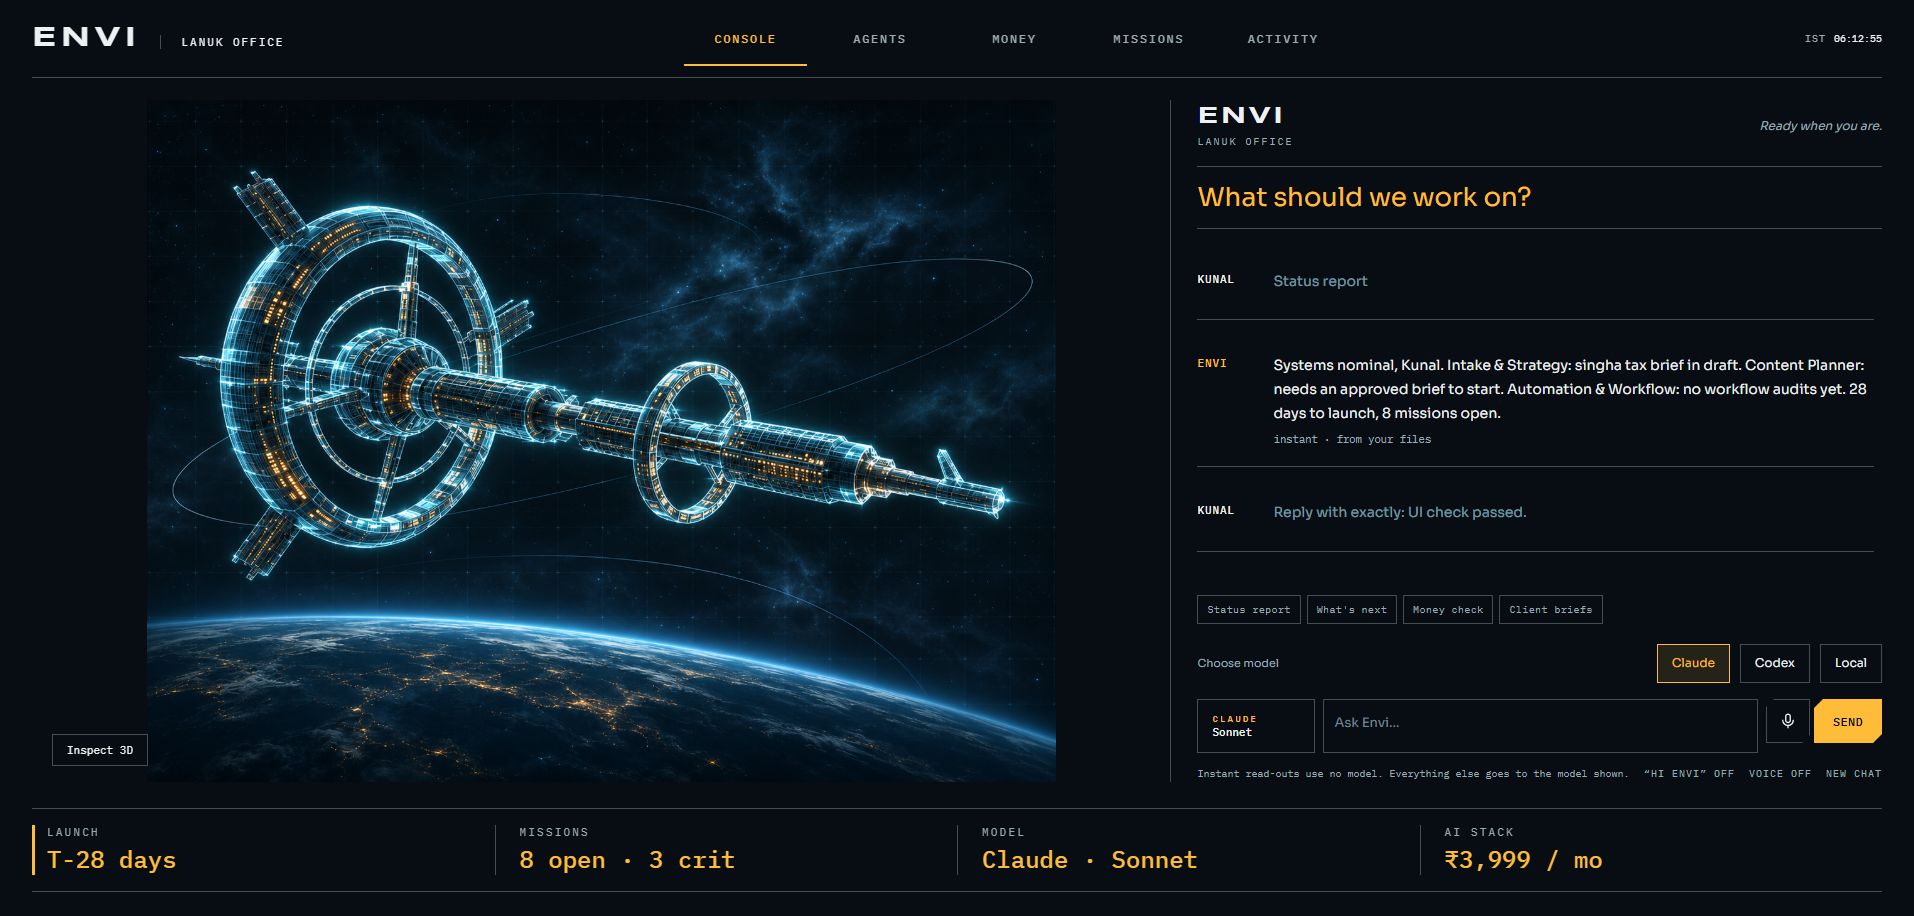 ENVI
LANUK OFFICE
CONSOLE
AGENTS
MONEY
MISSIONS
ACTIVITY
IST 06:12:55
ENVI
LANUK OFFICE
Ready when you are.
What should we work on?
KUNAL
Status report
ENVI
Systems nominal, Kunal. Intake & Strategy: singha tax brief in draft. Content Planner:
needs an approved brief to start. Automation & Workflow: no workflow audits yet. 28
days to launch, 8 missions open.
instant · from your files
KUNAL
Reply with exactly: UI check passed.
Status report
What's next
Money check
Client briefs
Choose model
Claude
Codex
Local
CLAUDE
Sonnet
Ask Envi...
SEND
Inspect 3D
Instant read-outs use no model. Everything else goes to the model shown.
“HI ENVI” OFF
VOICE OFF
NEW CHAT
LAUNCH
T-28 days
MISSIONS
8 open · 3 crit
MODEL
Claude · Sonnet
AI STACK
₹3,999 / mo